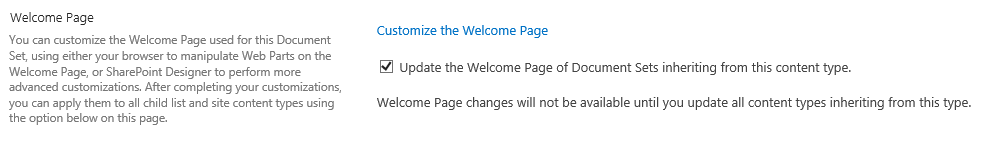 Welcome Page
You can customize the Welcome Page used for this Document
Set, using either your browser to manipulate Web Parts on the
Welcome Page, or SharePoint Designer to perform more
advanced customizations. After completing your customizations,
you can apply them to all child list and site content types using
the option below on this page.
Customize the Welcome Page
Update the Welcome Page of Document Sets inheriting from this content type.
Welcome Page changes will not be available until you update all content types inheriting from this type.